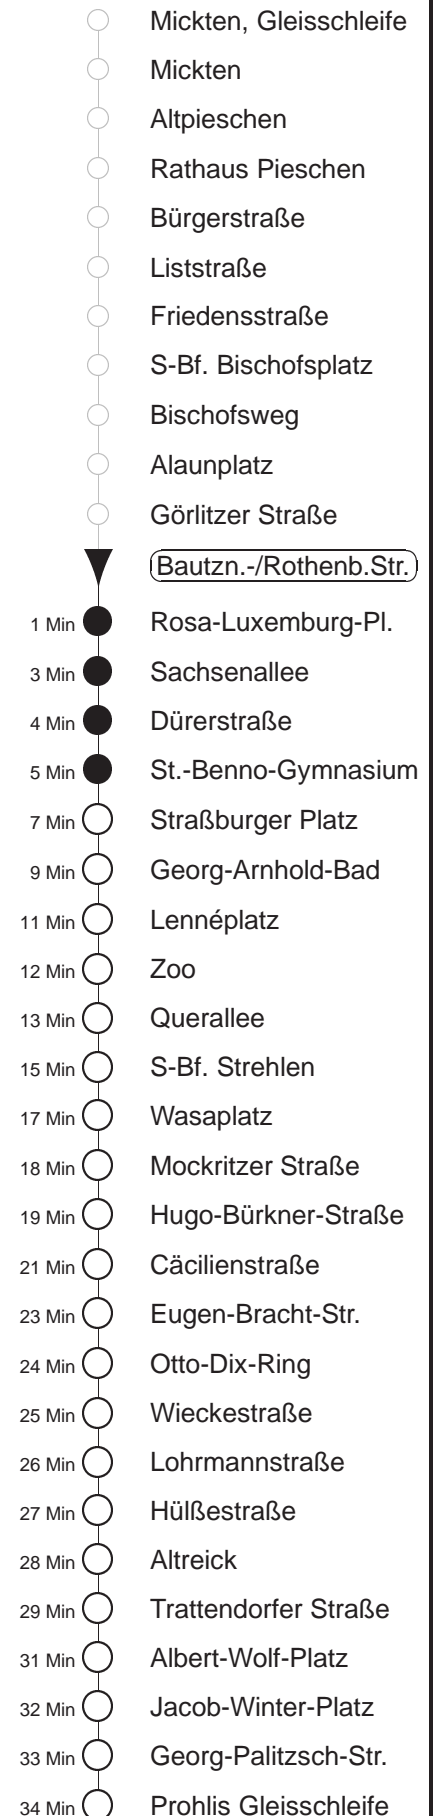 Mickten, Gleisschleife
Mickten
Altpieschen
Rathaus Pieschen
Bürgerstraße
Liststraße
Friedensstraße
S-Bf. Bischofsplatz
Bischofsweg
Alaunplatz
Görlitzer Straße
Bautzn.-/Rothenb.Str.
1 Min Rosa-Luxemburg-Pl.
3 Min Sachsenallee
4 Min Dürerstraße
5 Min St.-Benno-Gymnasium
7 Min Straßburger Platz
9 Min Georg-Arnhold-Bad
11 Min Lennéplatz
12 Min Zoo
13 Min Querallee
15 Min S-Bf. Strehlen
17 Min Wasaplatz
18 Min Mockritzer Straße
19 Min Hugo-Bürkner-Straße
21 Min Cäcilienstraße
23 Min Eugen-Bracht-Str.
24 Min Otto-Dix-Ring
25 Min Wieckestraße
26 Min Lohrmannstraße
27 Min Hülßestraße
28 Min Altreick
29 Min Trattendorfer Straße
31 Min Albert-Wolf-Platz
32 Min Jacob-Winter-Platz
33 Min Georg-Palitzsch-Str.
34 Min Prohlis Gleisschleife